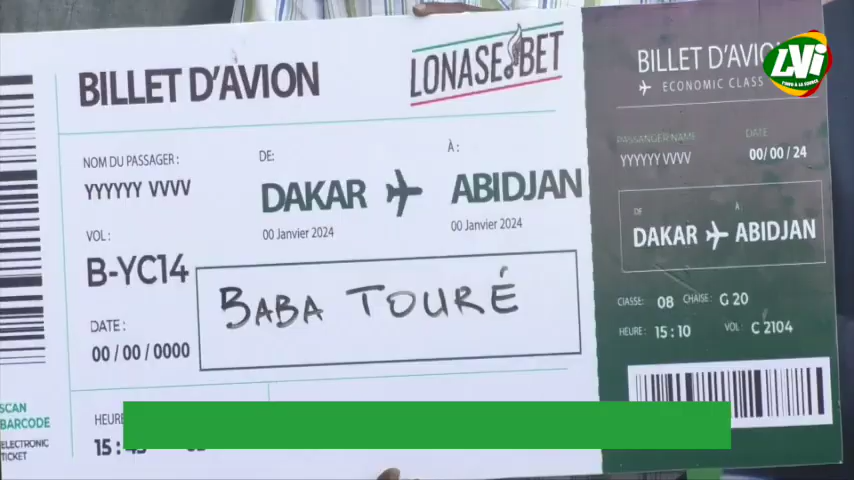 BILLET D'AVION
LONASE BET
NOM DU PASSAGER :
YYYYYY VVVV
DE:
DAKAR
00 Janvier 2024
À :
ABIDJAN
00 Janvier 2024
VOL :
B-YC14
BABA TOURÉ
DATE :
00 / 00 / 0000
SCAN
BARCODE
ELECTRONIC
TICKET
HEURE
BILLET D'AVION
ECONOMIC CLASS
LVi
PASSANGER NAME
YYYYYY VVVV
DATE
00/ 00 / 24
DE
DAKAR
À
ABIDJAN
CLASSE: 08 CHAISE: G 20
HEURE: 15 : 10 VOL: C 2104